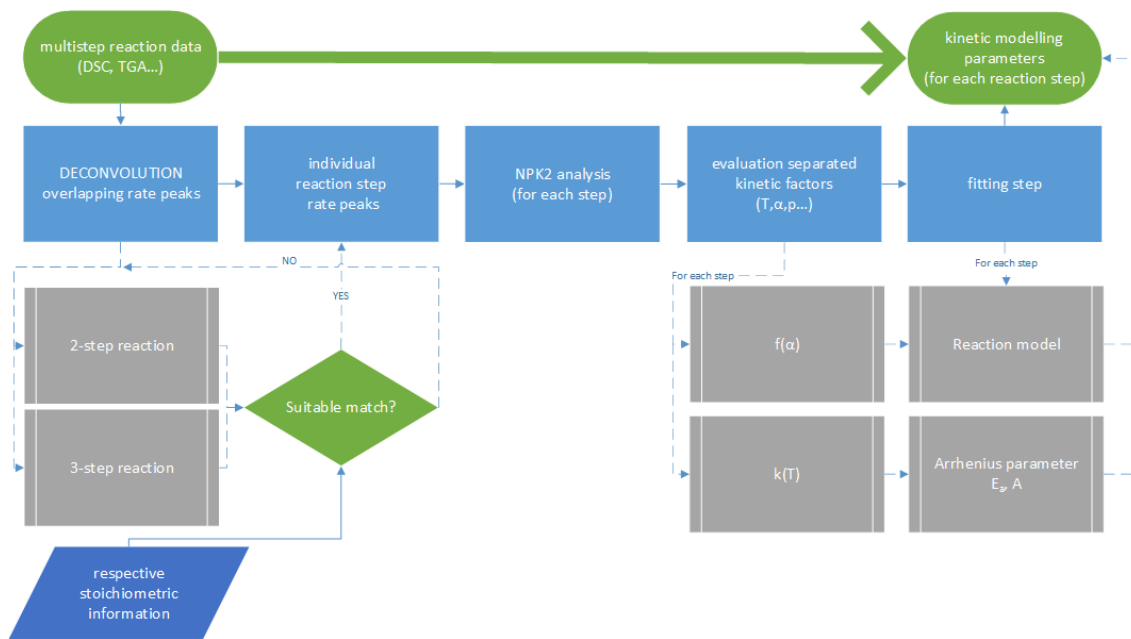 multistep reaction data
(DSC, TGA...)
kinetic modelling
parameters
(for each reaction step)
DECONVOLUTION
overlapping rate peaks
individual
reaction step
rate peaks
NPK2 analysis
(for each step)
evaluation separated
kinetic factors
(T,α,p...)
fitting step
NO
YES
For each step
For each step
2-step reaction
3-step reaction
Suitable match?
f(α)
Reaction model
k(T)
Arrhenius parameter
Eₐ, A
respective
stoichiometric
information